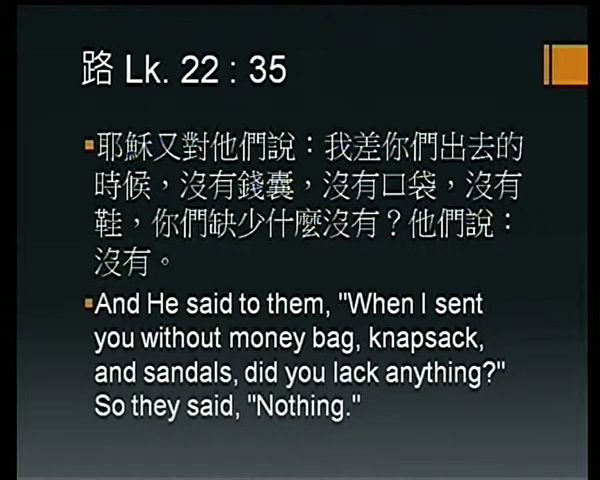 路 Lk. 22 : 35
耶穌又對他們說：我差你們出去的
時候，沒有錢囊，沒有口袋，沒有
鞋，你們缺少什麼沒有？他們說：
沒有。
And He said to them, "When I sent
you without money bag, knapsack,
and sandals, did you lack anything?"
So they said, "Nothing."